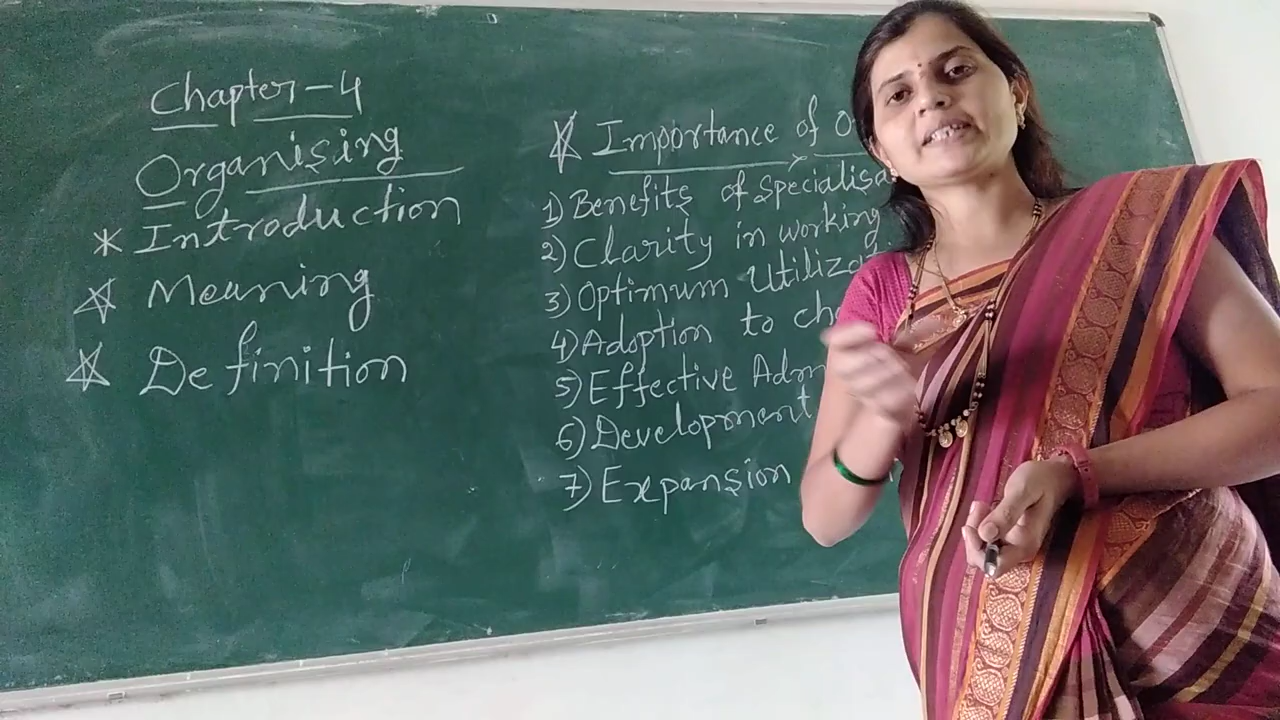 Chapter-4
Organising
* Introduction
☆ Meaning
☆ Definition
☆ Importance of O
1) Benefits of Specialisa
2) Clarity in working
3) Optimum Utiliza
4) Adoption to cha
5) Effective Adm
6) Development
7) Expansion